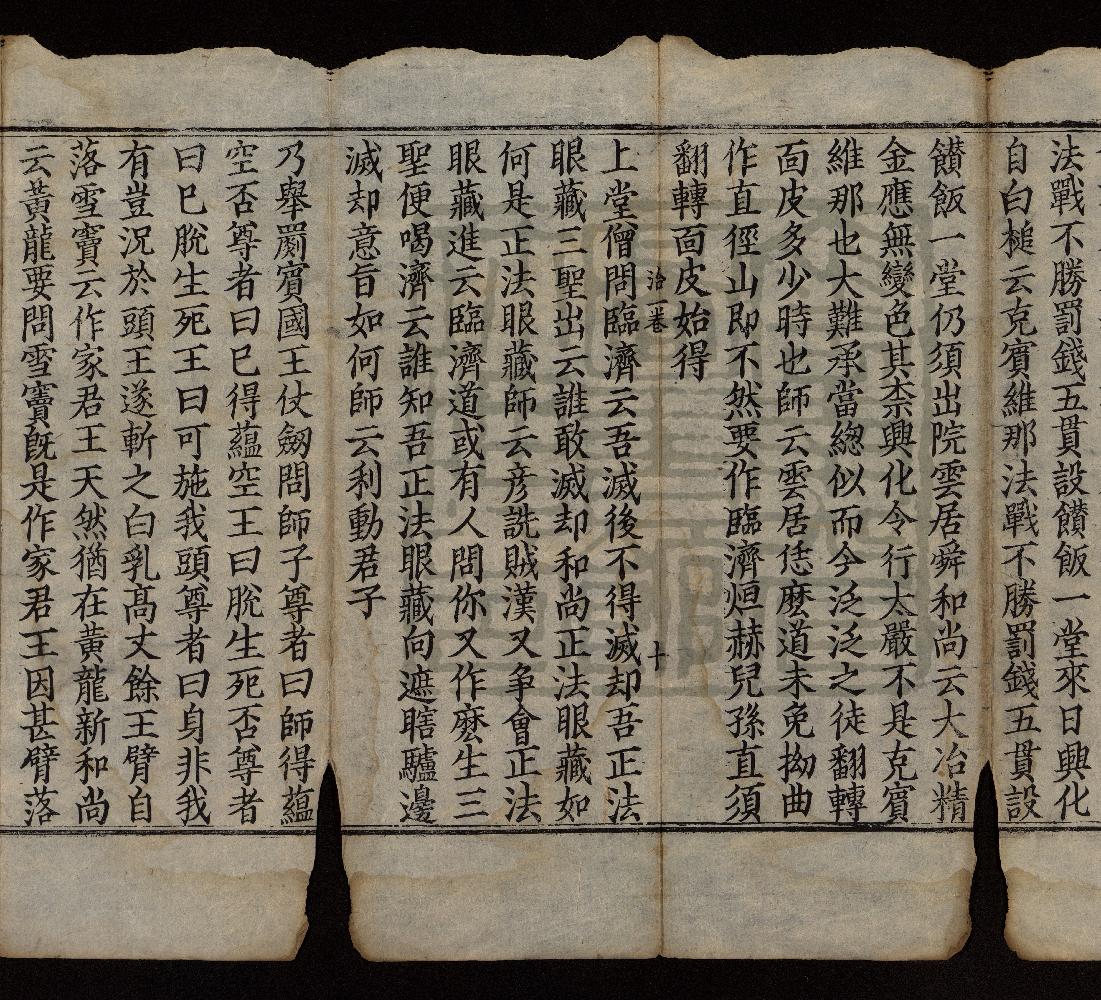 法戰不勝罰錢五貫設饡飯一堂來日興化
自白槌云克賓維那法戰不勝罰錢五貫設
饡飯一堂仍須出院雲居舜和尚云大冶精
金應無變色其柰興化令行太嚴不是克賓
維那也大難承當緫似而今泛泛之徒翻轉
面皮多少時也師云雲居恁麽道未免拗曲
作直徑山即不然要作臨濟烜赫兒孫直須
翻轉面皮始得
洽一卷
十
上堂僧問臨濟云吾滅後不得滅却吾正法
眼藏三聖出云誰敢滅却和尚正法眼藏如
何是正法眼藏師云彦詵賊漢又争會正法
眼藏進云臨濟道或有人問你又作麽生三
聖便喝濟云誰知吾正法眼藏向遮瞎驢邊
滅却意旨如何師云利動君子
乃舉罽賓國王仗劒問師子尊者曰師得藴
空否尊者曰已得藴空王曰脫生死否尊者
曰已脫生死王曰可施我頭尊者曰身非我
有豈況於頭王遂斬之白乳高丈餘王臂自
落雪竇云作家君王天然猶在黄龍新和尚
云黄龍要問雪竇旣是作家君王因甚臂落